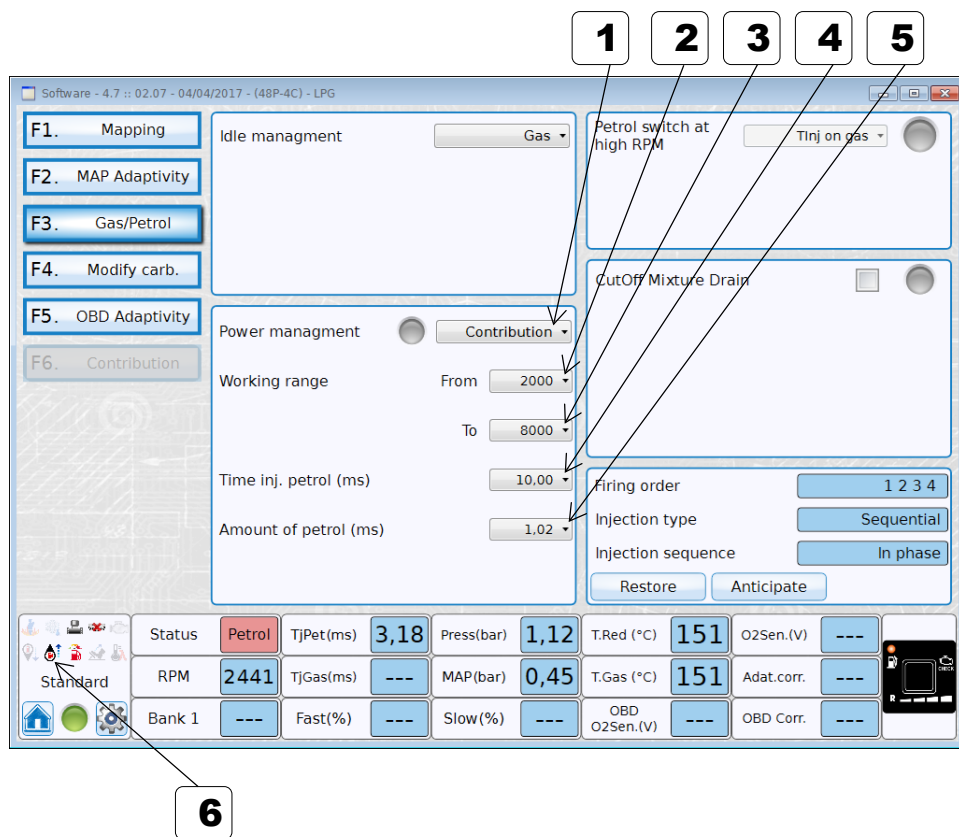 1 2 3 4 5
Software - 4.7 :: 02.07 - 04/04/2017 - (48P-4C) - LPG
F1. Mapping
F2. MAP Adaptivity
F3. Gas/Petrol
F4. Modify carb.
F5. OBD Adaptivity
F6. Contribution
Idle managment Gas
Power managment Contribution
Working range From 2000
To 8000
Time inj. petrol (ms) 10,00
Amount of petrol (ms) 1,02
Petrol switch at
high RPM
TInj on gas
CutOff Mixture Drain
Firing order 1 2 3 4
Injection type Sequential
Injection sequence In phase
Restore Anticipate
Standard
Status Petrol TjPet(ms) 3,18 Press(bar) 1,12 T.Red (°C) 151 O2Sen.(V) ---
RPM 2441 TjGas(ms) --- MAP(bar) 0,45 T.Gas (°C) 151 Adat.corr. ---
Bank 1 --- Fast(%) --- Slow(%) --- OBD O2Sen.(V) --- OBD Corr. ---
CHECK
R
6